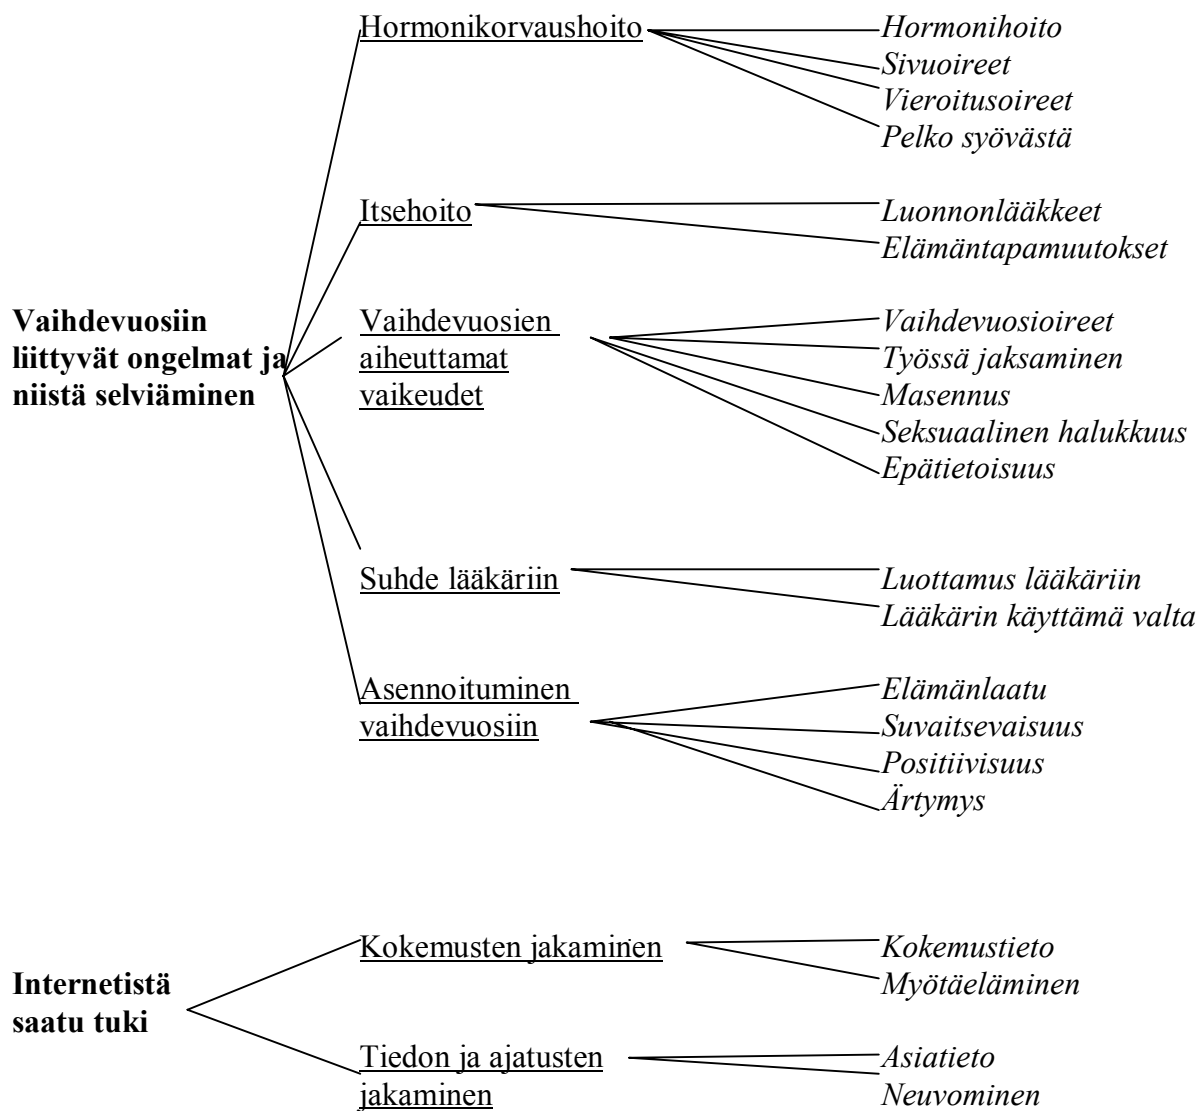 Hormonikorvaushoito
Hormonihoito
Sivuoireet
Vieroitusoireet
Pelko syövästä
Itsehoito
Luonnonlääkkeet
Elämäntapamuutokset
Vaihdevuosiin
liittyvät ongelmat ja
niistä selviäminen
Vaihdevuosien
aiheuttamat
vaikeudet
Vaihdevuosioireet
Työssä jaksaminen
Masennus
Seksuaalinen halukkuus
Epätietoisuus
Suhde lääkäriin
Luottamus lääkäriin
Lääkärin käyttämä valta
Asennoituminen
vaihdevuosiin
Elämänlaatu
Suvaitsevaisuus
Positiivisuus
Ärtymys
Internetistä
saatu tuki
Kokemusten jakaminen
Kokemustieto
Myötäeläminen
Tiedon ja ajatusten
jakaminen
Asiatieto
Neuvominen